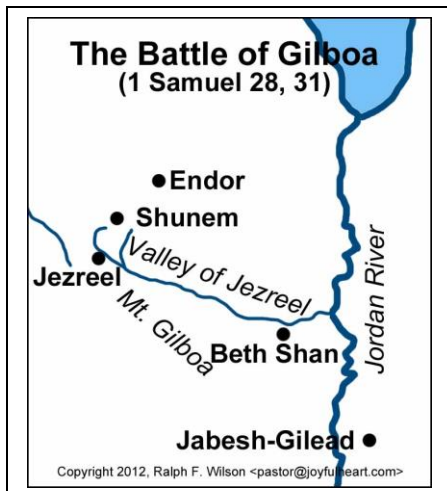 The Battle of Gilboa
(1 Samuel 28, 31)
Endor
Shunem
Valley of Jezreel
Jezreel
Mt. Gilboa
Beth Shan
Jordan River
Jabesh-Gilead
Copyright 2012, Ralph F. Wilson <pastor@joyfulheart.com>